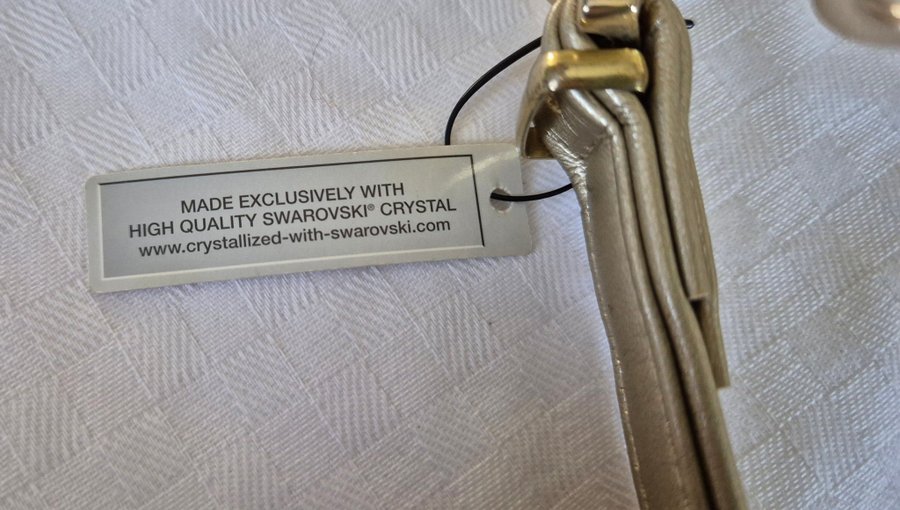 MADE EXCLUSIVELY WITH
HIGH QUALITY SWAROVSKI® CRYSTAL
www.crystallized-with-swarovski.com